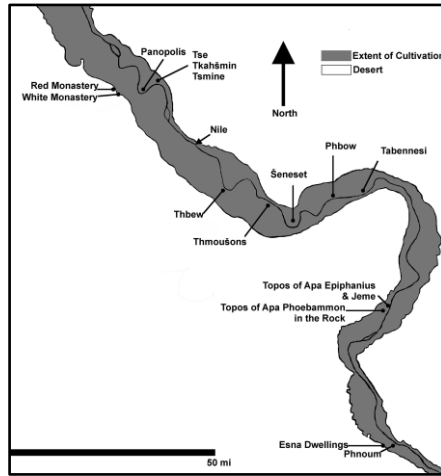 Panopolis
Tse
Tkahšmin
Tsmine
Extent of Cultivation
Desert
Red Monastery
White Monastery
North
Nile
Phbow
Šeneset
Tabennesi
Thbew
Thmoušons
Topos of Apa Epiphanius
& Jeme
Topos of Apa Phoebammon
in the Rock
Esna Dwellings
Phnoum
50 mi